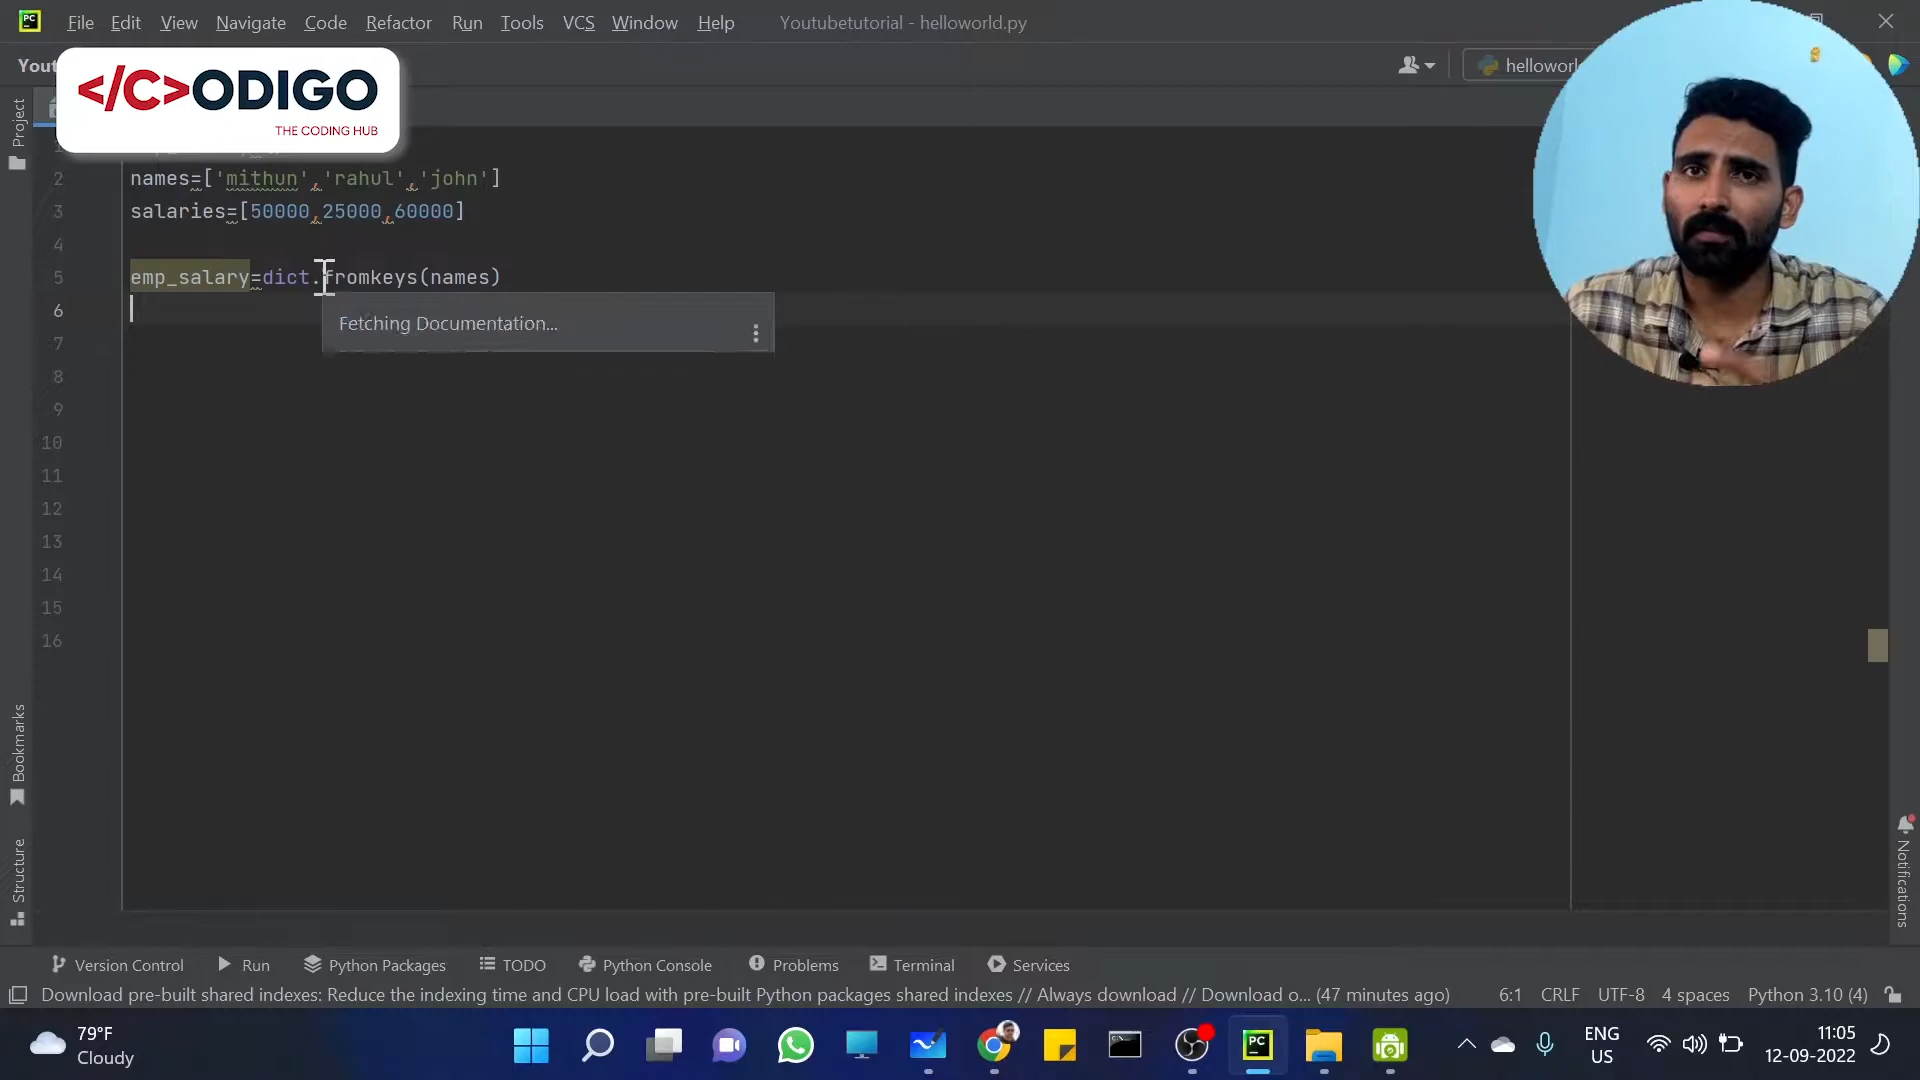 File Edit View Navigate Code Refactor Run Tools VCS Window Help Youtubetutorial - helloworld.py
Yout
</C>ODIGO
THE CODING HUB
helloworl
Project
2 names=['mithun','rahul','john']
3 salaries=[50000,25000,60000]
4
5 emp_salary=dict.fromkeys(names)
6
Fetching Documentation...
7
8
9
10
11
12
13
14
15
16
Bookmarks
Structure
Notifications
Version Control Run Python Packages TODO Python Console Problems Terminal Services
Download pre-built shared indexes: Reduce the indexing time and CPU load with pre-built Python packages shared indexes // Always download // Download o... (47 minutes ago) 6:1 CRLF UTF-8 4 spaces Python 3.10 (4)
79°F
Cloudy
PC
ENG
US
11:05
12-09-2022